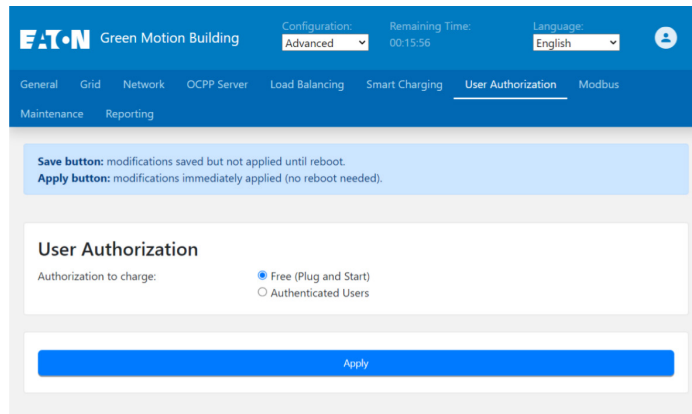 EATON Green Motion Building
Configuration:
Advanced
Remaining Time:
00:15:56
Language:
English
General Grid Network OCPP Server Load Balancing Smart Charging User Authorization Modbus
Maintenance Reporting
Save button: modifications saved but not applied until reboot.
Apply button: modifications immediately applied (no reboot needed).
User Authorization
Authorization to charge:
Free (Plug and Start)
Authenticated Users
Apply